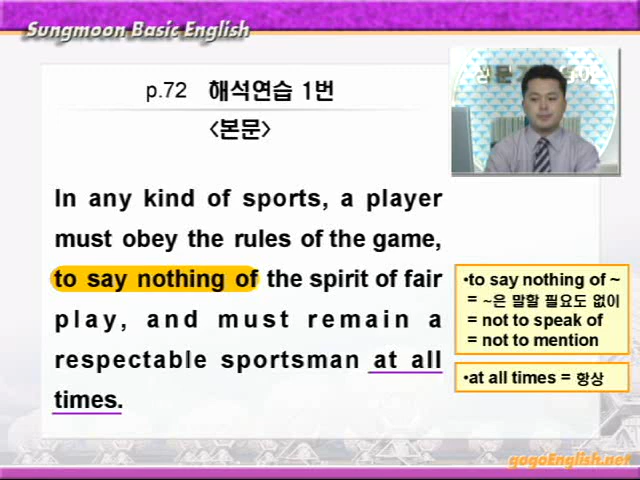 Sungmoon Basic English
p.72 해석연습 1번
<본문>
In any kind of sports, a player
must obey the rules of the game,
to say nothing of the spirit of fair
play, and must remain a
respectable sportsman at all
times.
•to say nothing of ~
= ~은 말할 필요도 없이
= not to speak of
= not to mention
•at all times = 항상
gogoEnglish.net